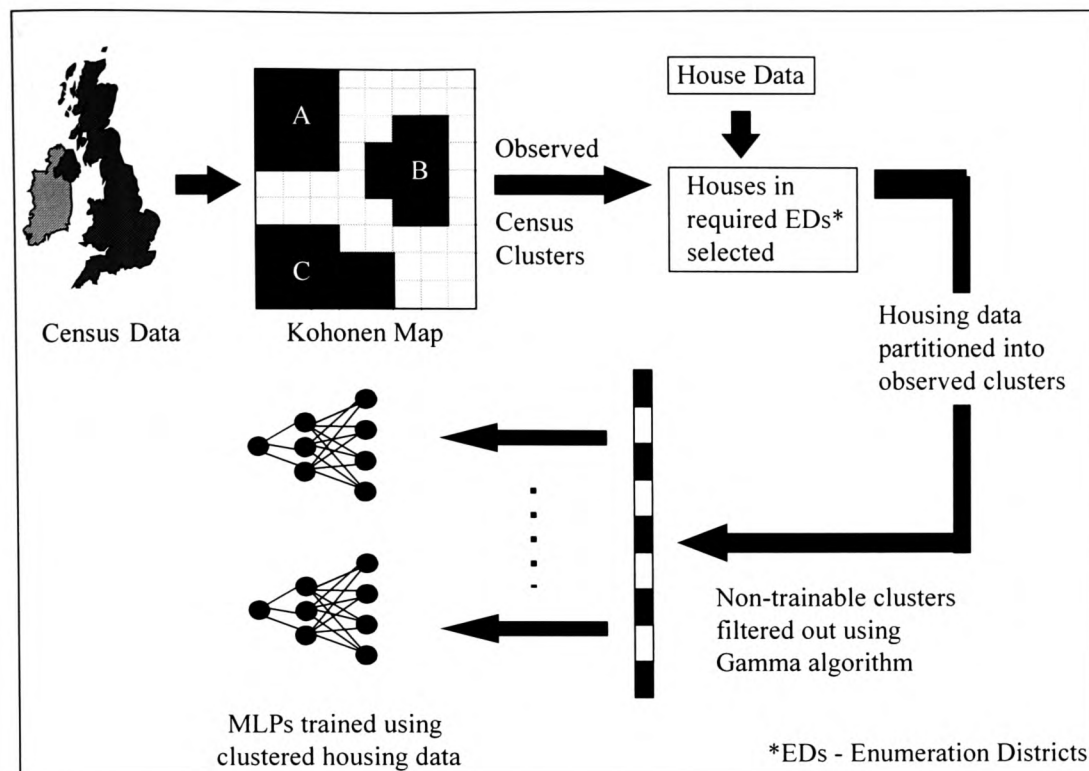 House Data
A
B
C
Observed
Census
Clusters
Houses in
required EDs*
selected
Census Data
Kohonen Map
Housing data
partitioned into
observed clusters
Non-trainable clusters
filtered out using
Gamma algorithm
MLPs trained using
clustered housing data
*EDs - Enumeration Districts